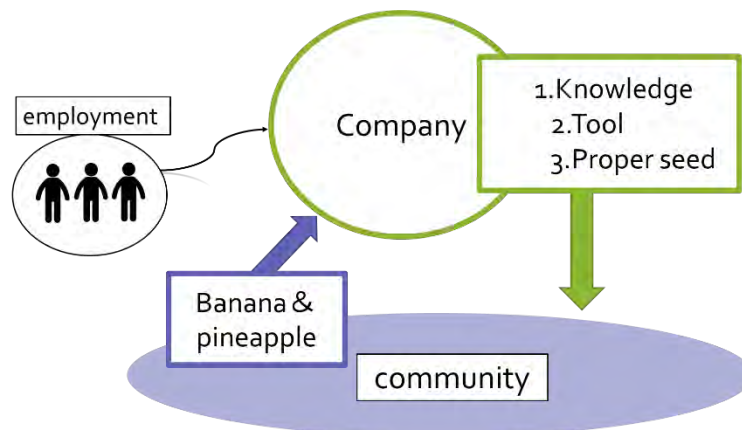 employment
Company
1.Knowledge
2.Tool
3.Proper seed
Banana &
pineapple
community